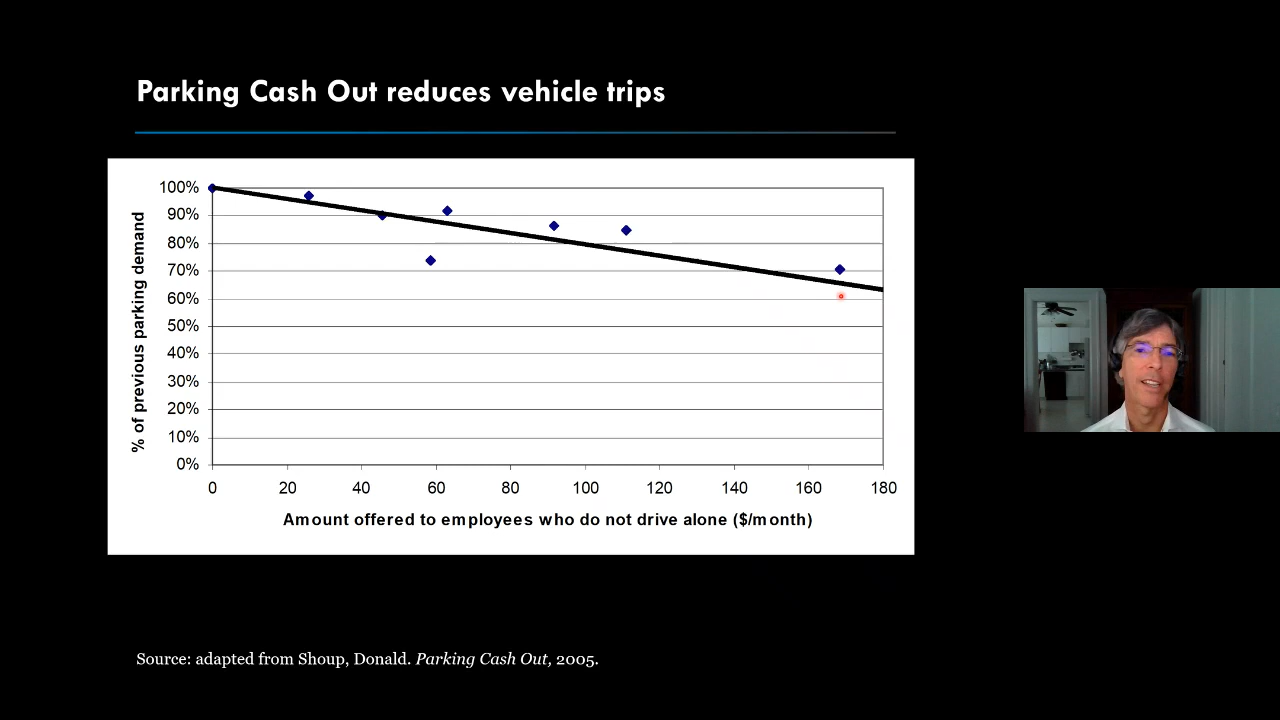 Parking Cash Out reduces vehicle trips
% of previous parking demand
100%
90%
80%
70%
60%
50%
40%
30%
20%
10%
0%
0 20 40 60 80 100 120 140 160 180
Amount offered to employees who do not drive alone ($/month)
Source: adapted from Shoup, Donald. Parking Cash Out, 2005.